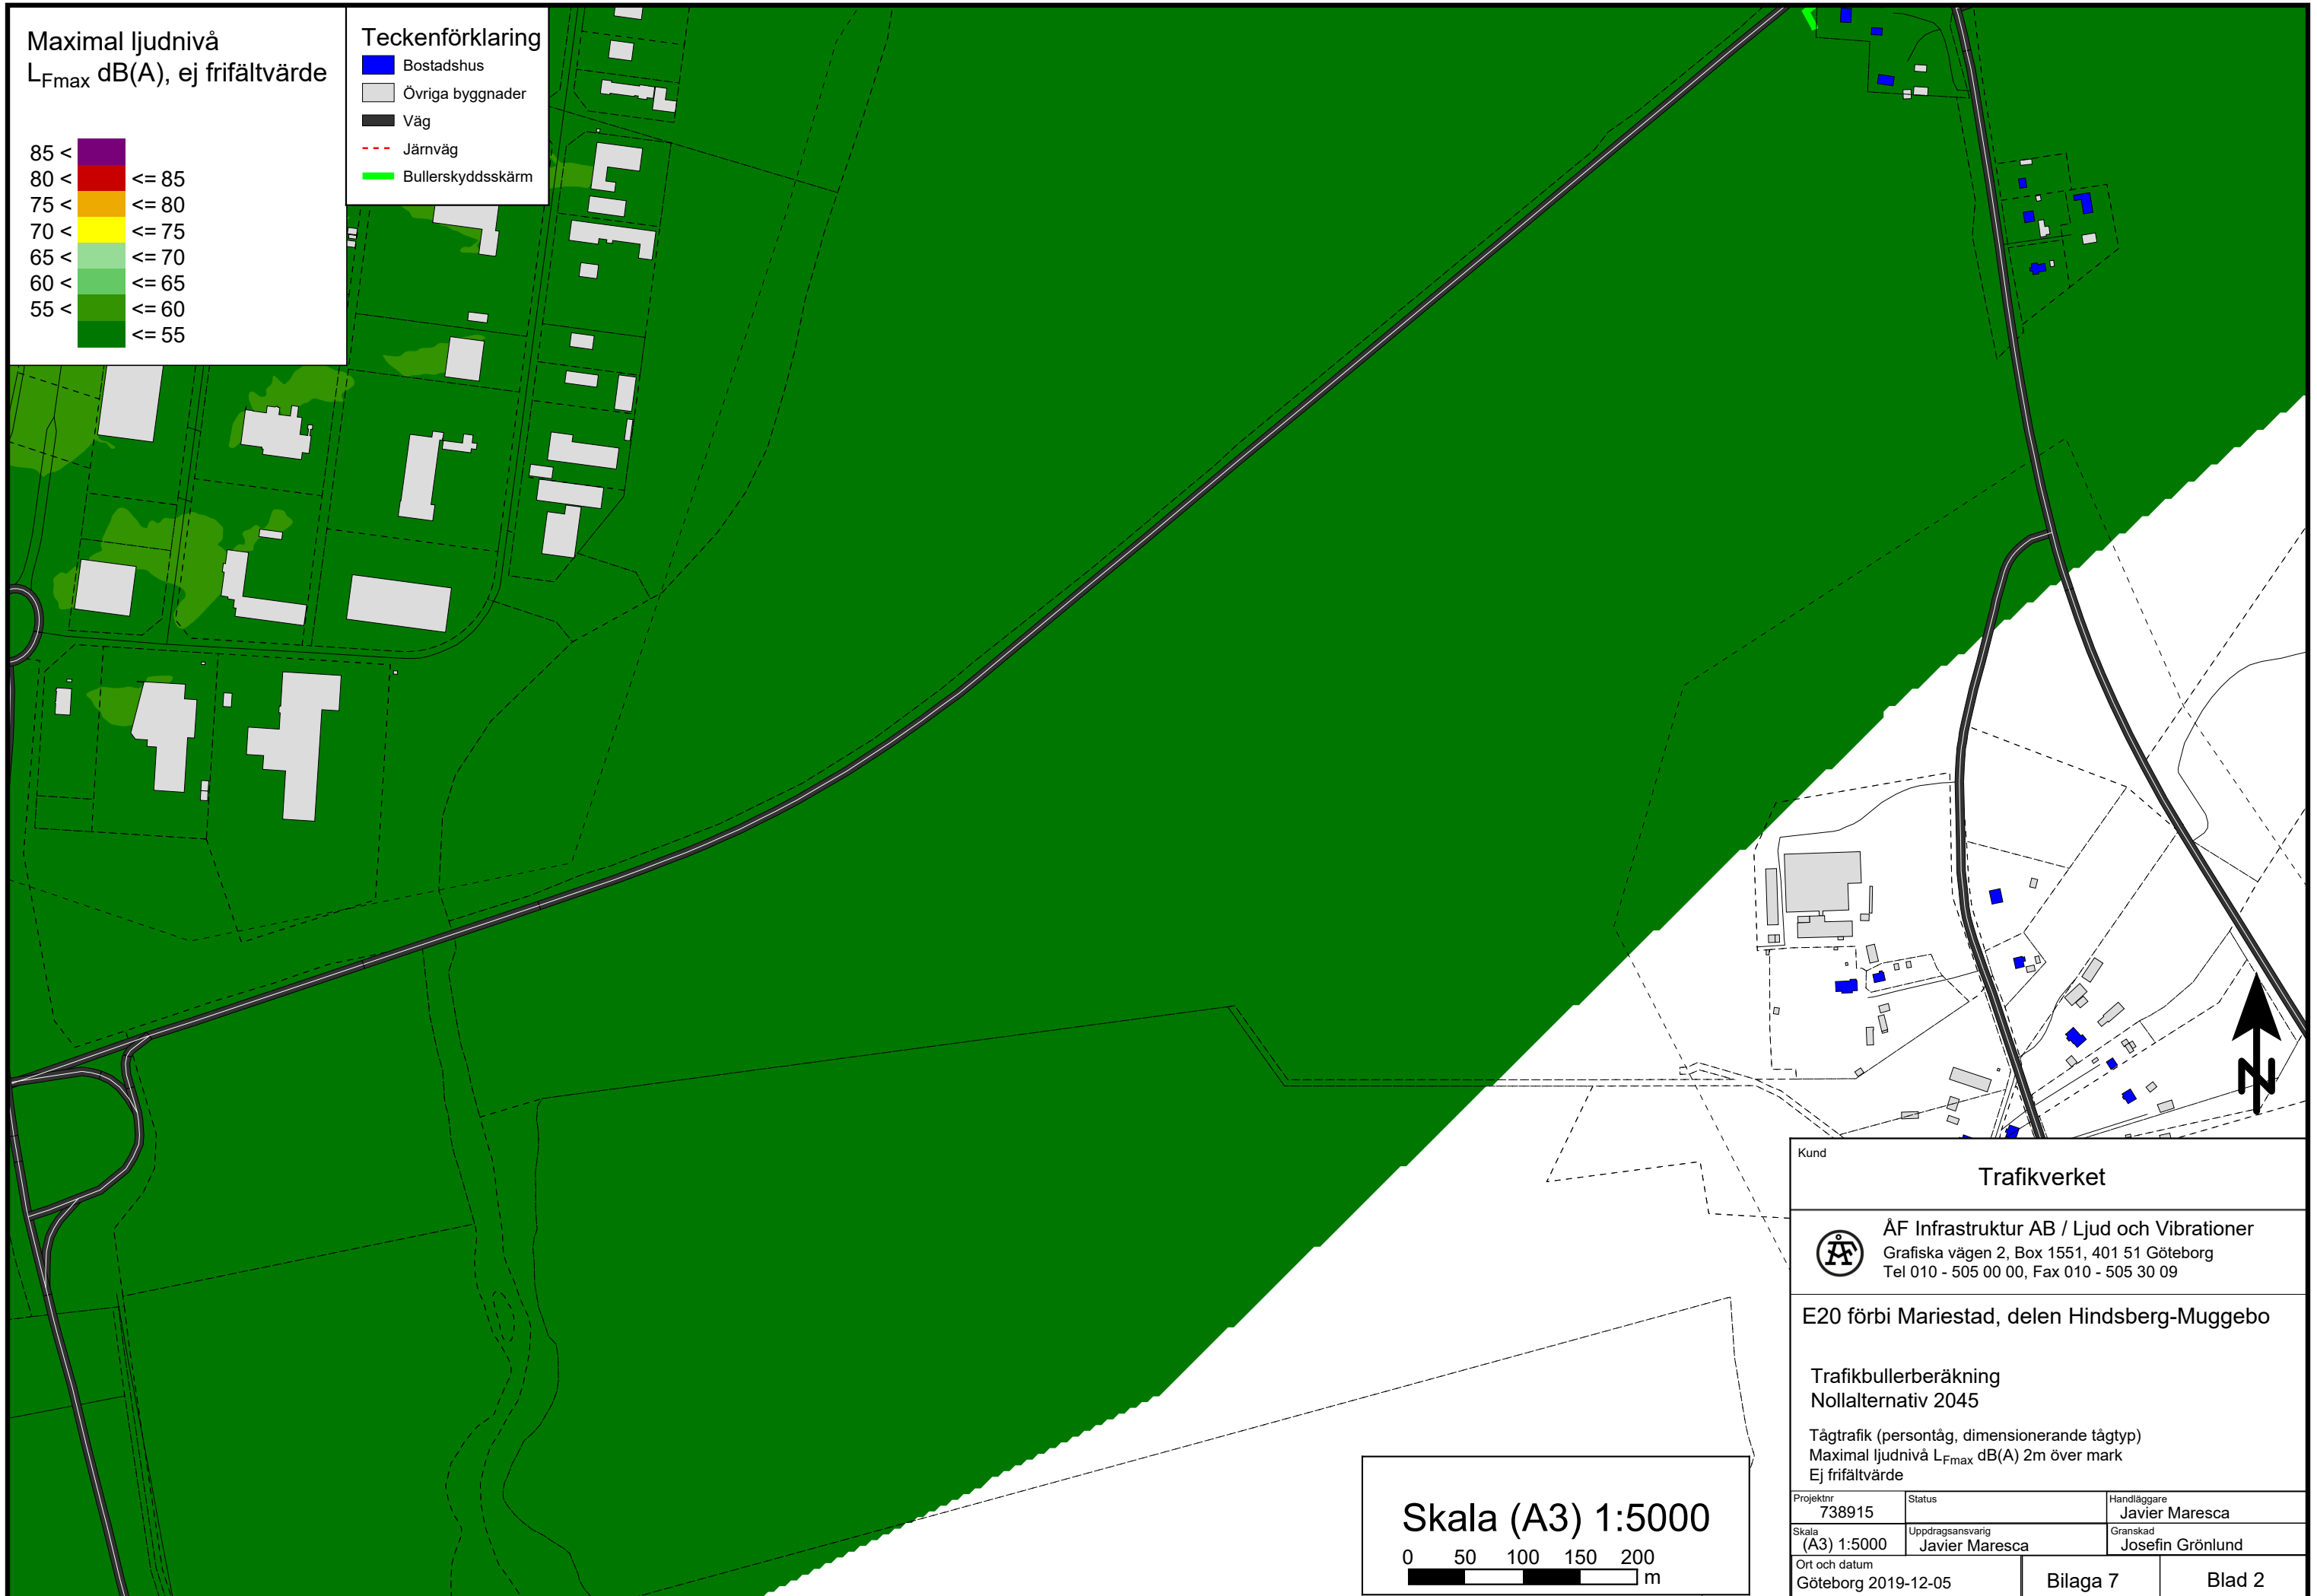 Maximal ljudnivå
LFmax dB(A), ej frifältvärde
85 <
80 < <= 85
75 < <= 80
70 < <= 75
65 < <= 70
60 < <= 65
55 < <= 60
<= 55
Teckenförklaring
Bostadshus
Övriga byggnader
Väg
Järnväg
Bullerskyddsskärm
N
Skala (A3) 1:5000
0 50 100 150 200
m
Kund
Trafikverket
ÅF
ÅF Infrastruktur AB / Ljud och Vibrationer
Grafiska vägen 2, Box 1551, 401 51 Göteborg
Tel 010 - 505 00 00, Fax 010 - 505 30 09
E20 förbi Mariestad, delen Hindsberg-Muggebo
Trafikbullerberäkning
Nollalternativ 2045
Tågtrafik (persontåg, dimensionerande tågtyp)
Maximal ljudnivå LFmax dB(A) 2m över mark
Ej frifältvärde
Projektnr
738915
Status
Handläggare
Javier Maresca
Skala
(A3) 1:5000
Uppdragsansvarig
Javier Maresca
Granskad
Josefin Grönlund
Ort och datum
Göteborg 2019-12-05
Bilaga 7
Blad 2